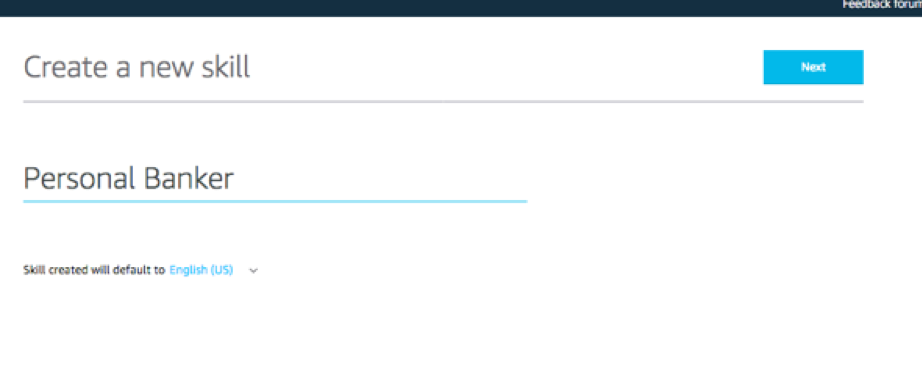 Feedback forum
Create a new skill
Next
Personal Banker
Skill created will default to English (US)